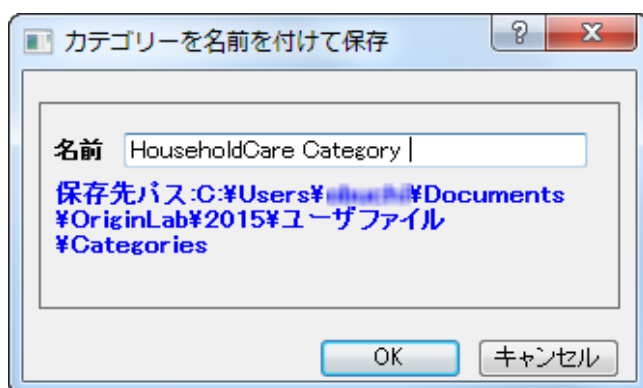 カテゴリーを名前を付けて保存
名前 HouseholdCare Category
保存先パス:C:¥Users¥ ¥Documents
¥OriginLab¥2015¥ユーザファイル
¥Categories
OK キャンセル